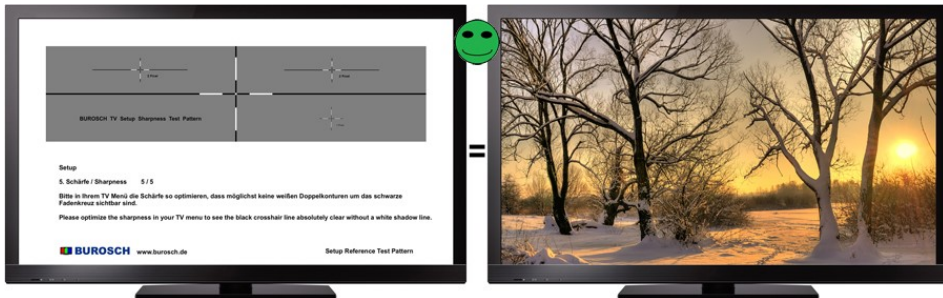 BUROSCH TV Setup Sharpness Test Pattern
Setup
5. Schärfe / Sharpness 5 / 5
Bitte in Ihrem TV Menü die Schärfe so optimieren, dass möglichst keine weißen Doppelkonturen um das schwarze
Fadenkreuz sichtbar sind.
Please optimize the sharpness in your TV menu to see the black crosshair line absolutely clear without a white shadow line.
BUROSCH www.burosch.de Setup Reference Test Pattern
=